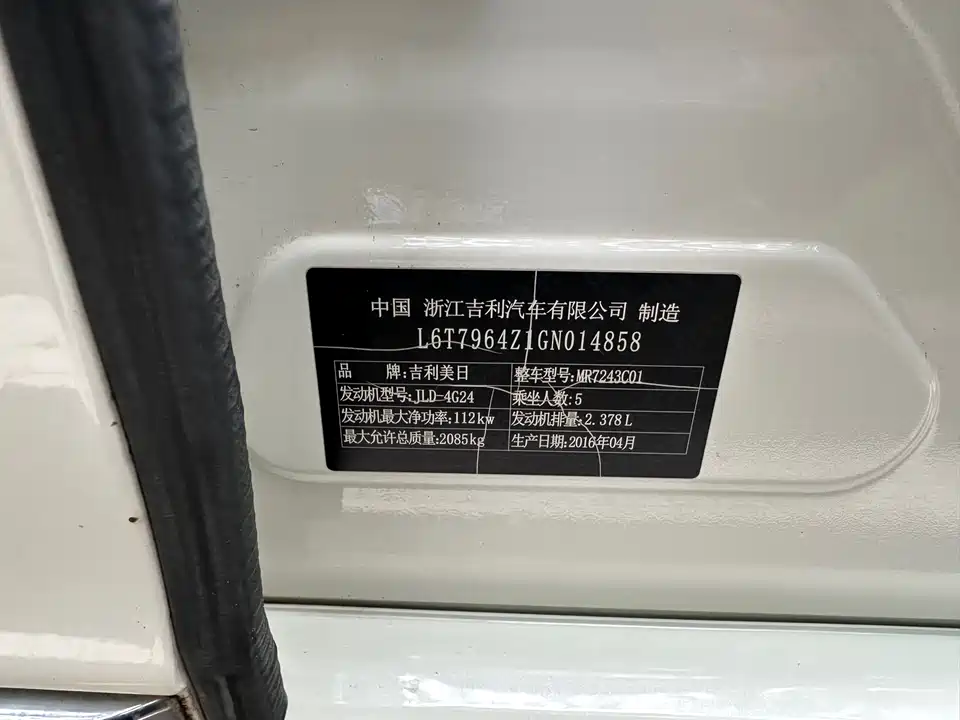 中国 浙江吉利汽车有限公司 制造
L6T7964Z1GN014858
品 牌:吉利美日 整车型号:MR7243C01
发动机型号:JLD-4G24 乘坐人数:5
发动机最大净功率:112kw 发动机排量:2.378L
最大允许总质量:2085kg 生产日期:2016年04月